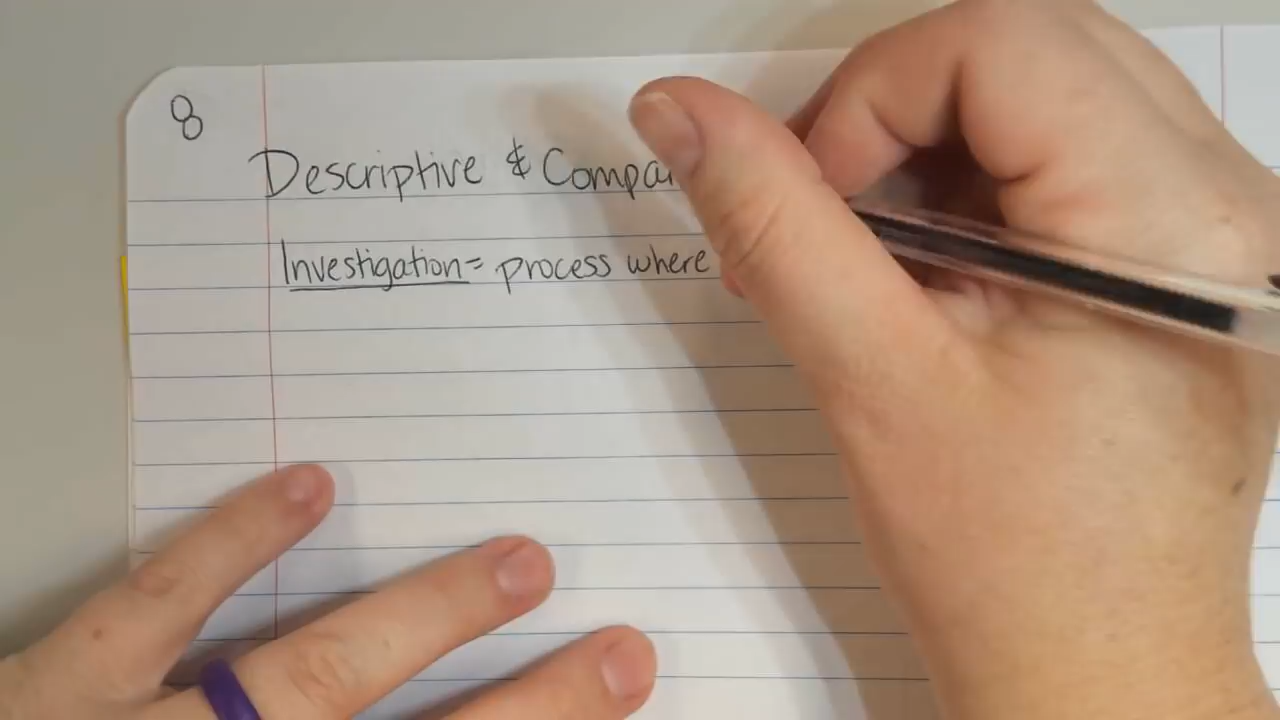 8
Descriptive & Compar
Investigation= process where